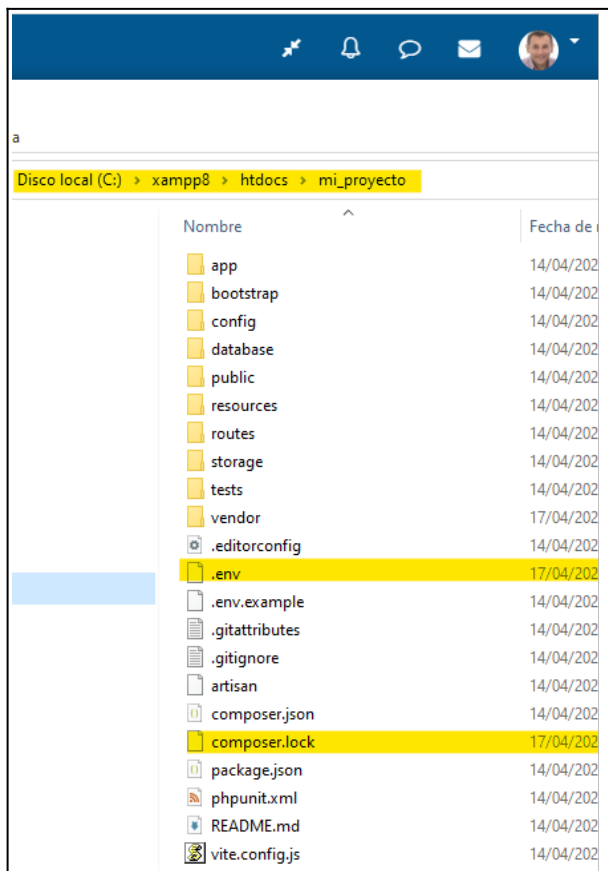 a
Disco local (C:) > xampp8 > htdocs > mi_proyecto
Nombre Fecha de
app 14/04/202
bootstrap 14/04/202
config 14/04/202
database 14/04/202
public 14/04/202
resources 14/04/202
routes 14/04/202
storage 14/04/202
tests 14/04/202
vendor 17/04/202
.editorconfig 14/04/202
.env 17/04/202
.env.example 14/04/202
.gitattributes 14/04/202
.gitignore 14/04/202
artisan 14/04/202
composer.json 14/04/202
composer.lock 17/04/202
package.json 14/04/202
phpunit.xml 14/04/202
README.md 14/04/202
vite.config.js 14/04/202